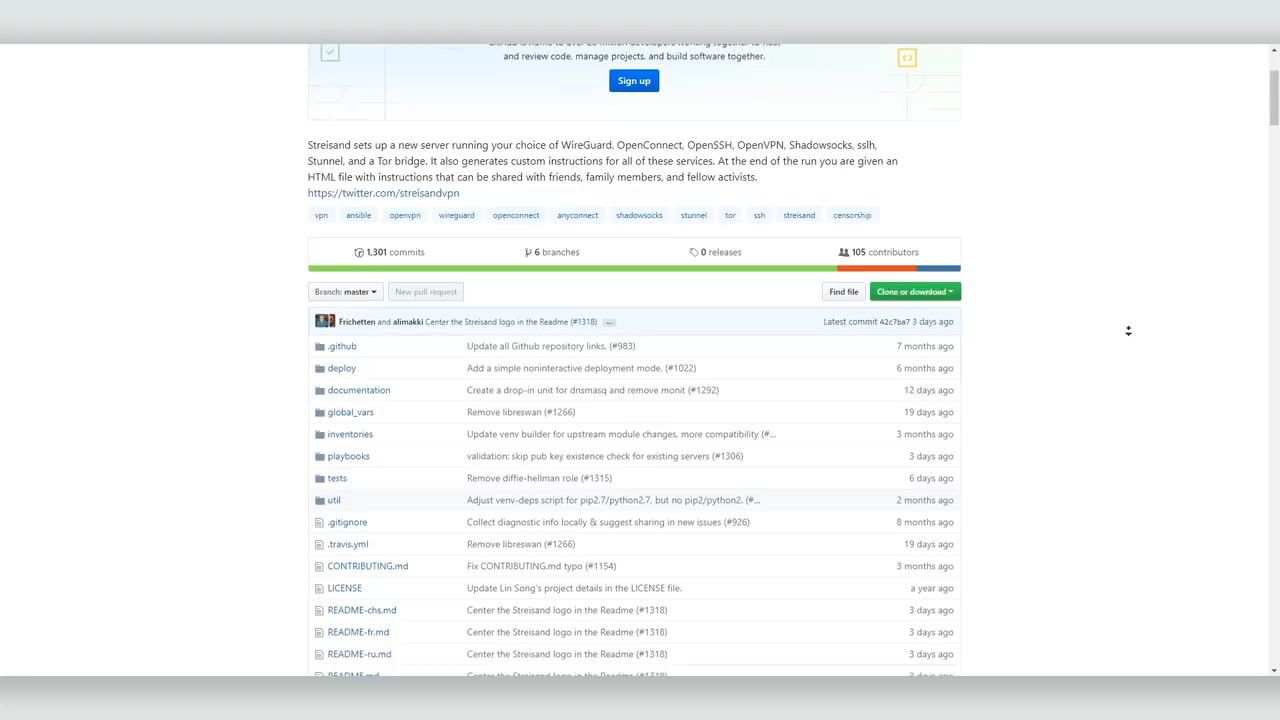 and review code, manage projects, and build software together.
Sign up
Streisand sets up a new server running your choice of WireGuard, OpenConnect, OpenSSH, OpenVPN, Shadowsocks, sslh,
Stunnel, and a Tor bridge. It also generates custom instructions for all of these services. At the end of the run you are given an
HTML file with instructions that can be shared with friends, family members, and fellow activists.
https://twitter.com/streisandvpn
vpn ansible openvpn wireguard openconnect anyconnect shadowsocks stunnel tor ssh streisand censorship
1,301 commits 6 branches 0 releases 105 contributors
Branch: master New pull request Find file Clone or download
Frichetten and alimakki Center the Streisand logo in the Readme (#1318) ... Latest commit 42c7ba7 3 days ago
.github Update all Github repository links. (#983) 7 months ago
deploy Add a simple noninteractive deployment mode. (#1022) 6 months ago
documentation Create a drop-in unit for dnsmasq and remove monit (#1292) 12 days ago
global_vars Remove libreswan (#1266) 19 days ago
inventories Update venv builder for upstream module changes, more compatibility (#... 3 months ago
playbooks validation: skip pub key existence check for existing servers (#1306) 3 days ago
tests Remove diffie-hellman role (#1315) 6 days ago
util Adjust venv-deps script for pip2.7/python2.7, but no pip2/python2. (#... 2 months ago
.gitignore Collect diagnostic info locally & suggest sharing in new issues (#926) 8 months ago
.travis.yml Remove libreswan (#1266) 19 days ago
CONTRIBUTING.md Fix CONTRIBUTING.md typo (#1154) 3 months ago
LICENSE Update Lin Song's project details in the LICENSE file. a year ago
README-chs.md Center the Streisand logo in the Readme (#1318) 3 days ago
README-fr.md Center the Streisand logo in the Readme (#1318) 3 days ago
README-ru.md Center the Streisand logo in the Readme (#1318) 3 days ago